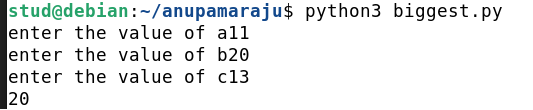 stud@debian:~/anupamaraju$ python3 biggest.py
enter the value of a11
enter the value of b20
enter the value of c13
20